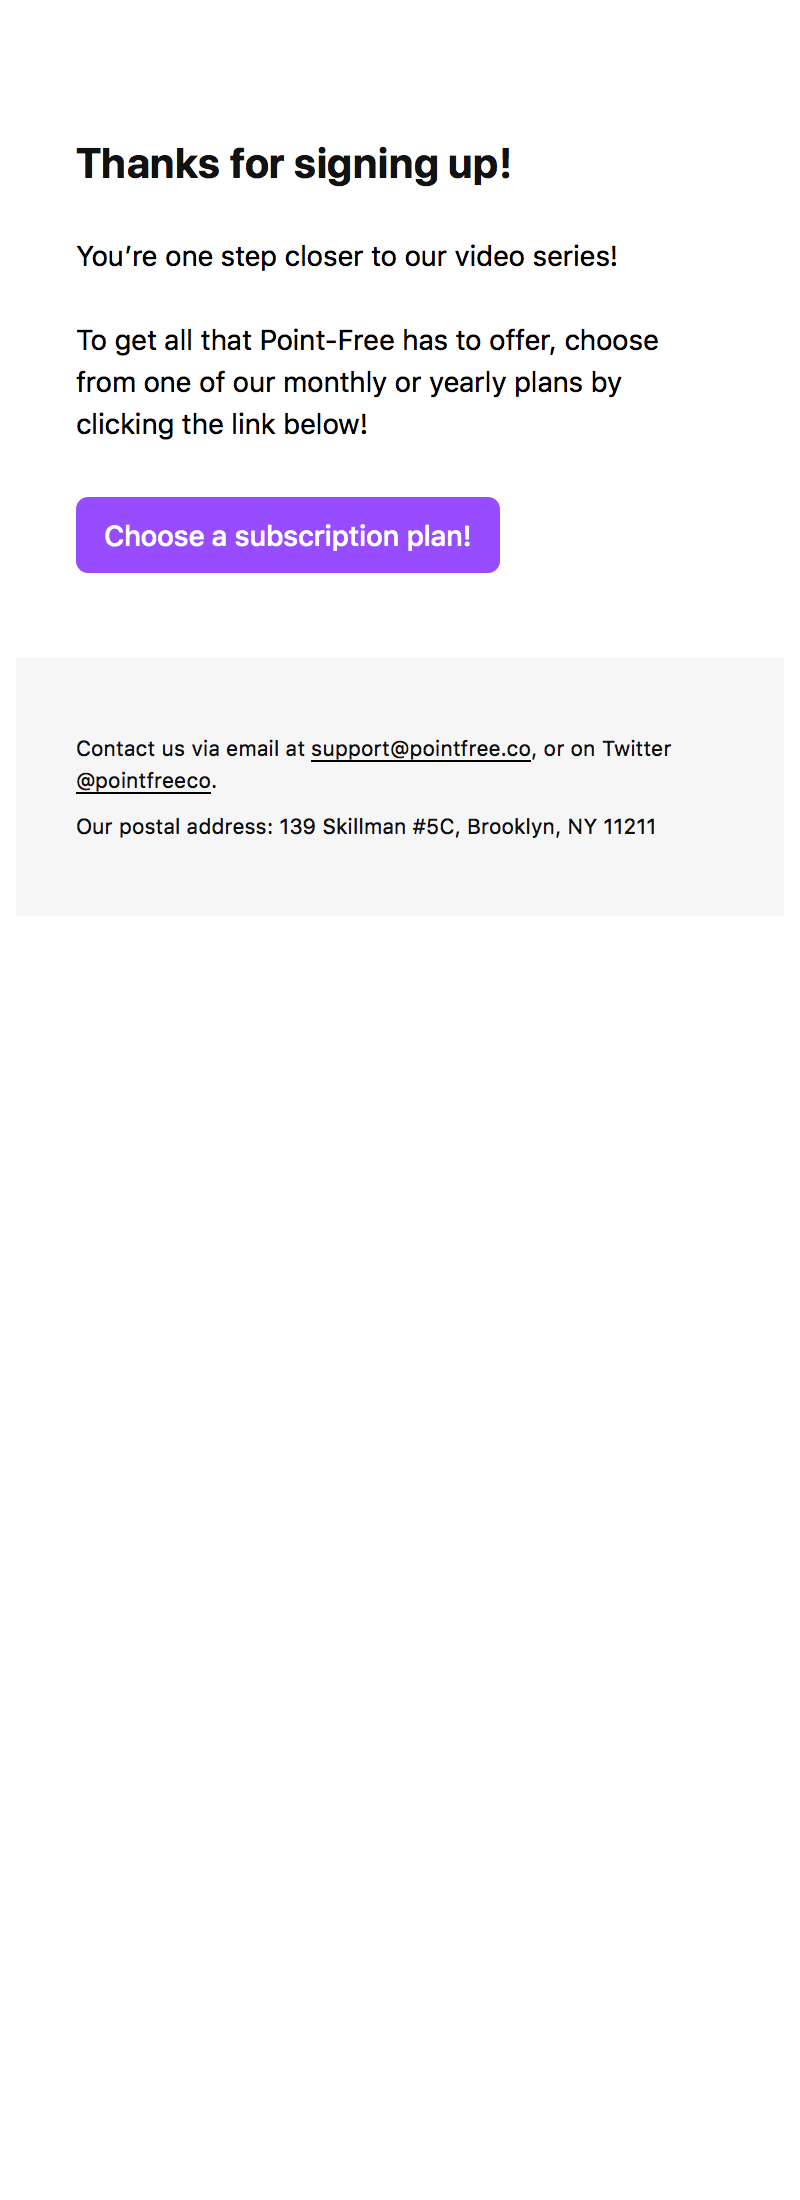 Thanks for signing up!
You’re one step closer to our video series!
To get all that Point-Free has to offer, choose
from one of our monthly or yearly plans by
clicking the link below!
Choose a subscription plan!
Contact us via email at support@pointfree.co, or on Twitter
@pointfreeco.
Our postal address: 139 Skillman #5C, Brooklyn, NY 11211